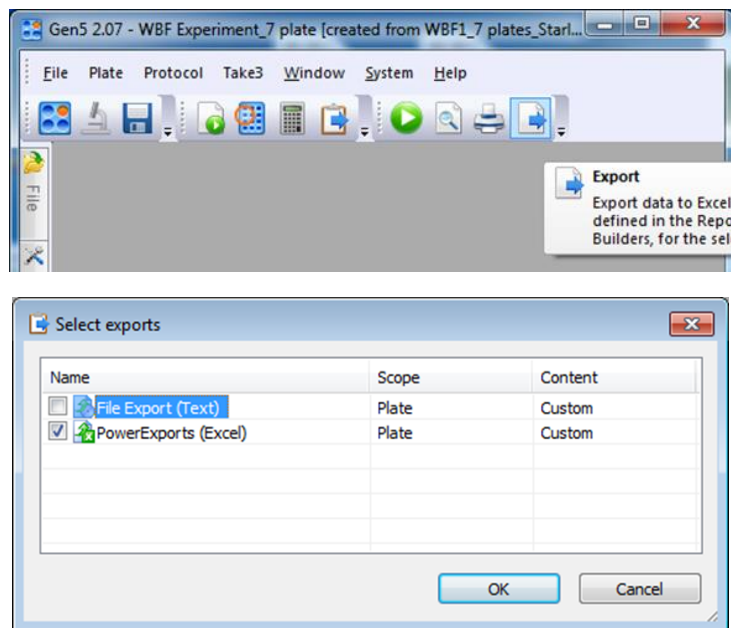 Gen5 2.07 - WBF Experiment_7 plate [created from WBF1_7 plates_Starl...
File Plate Protocol Take3 Window System Help
File
Export
Export data to Excel
defined in the Repo
Builders, for the sel
Select exports
Name Scope Content
File Export (Text) Plate Custom
PowerExports (Excel) Plate Custom
OK Cancel